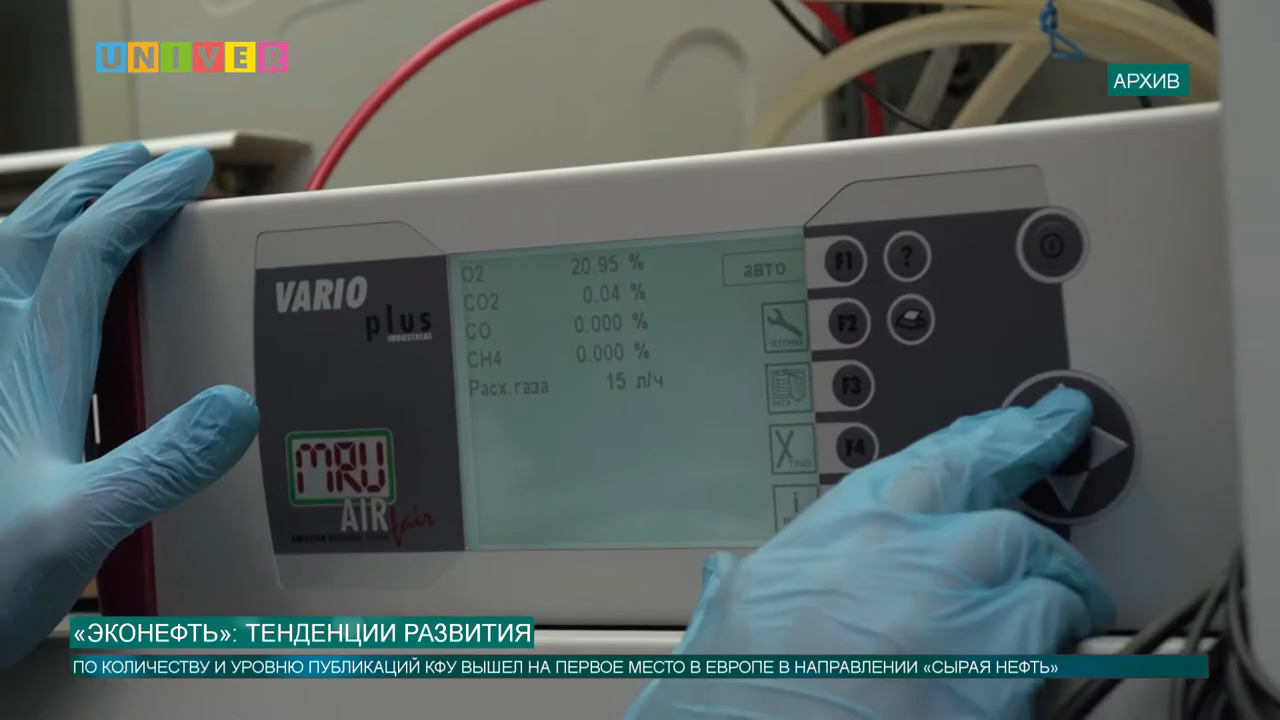 UNIVER
АРХИВ
VARIO
plus
INDUSTRIAL
O2 20.95 %
CO2 0.04 %
CO 0.000 %
CH4 0.000 %
Расх.газа 15 л/ч
авто
F1
?
F2
F3
F4
MRU
AIR fair
«ЭКОНЕФТЬ»: ТЕНДЕНЦИИ РАЗВИТИЯ
ПО КОЛИЧЕСТВУ И УРОВНЮ ПУБЛИКАЦИЙ КФУ ВЫШЕЛ НА ПЕРВОЕ МЕСТО В ЕВРОПЕ В НАПРАВЛЕНИИ «СЫРАЯ НЕФТЬ»